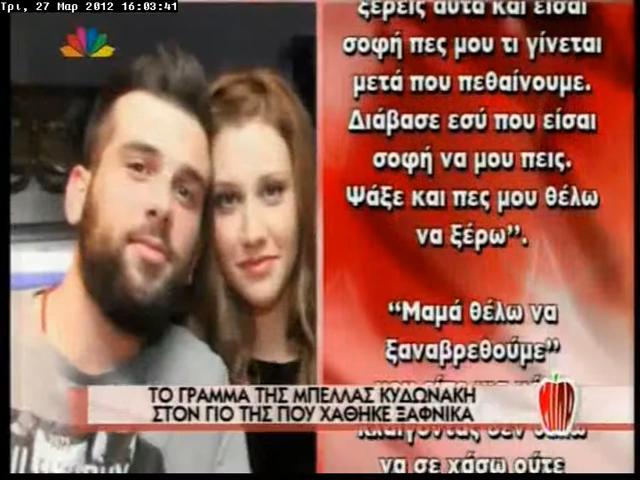 Τρι, 27 Μαρ 2012 16:03:41
ξέρεις αυτά και είσαι
σοφή πες μου τι γίνεται
μετά που πεθαίνουμε.
Διάβασε εσύ που είσαι
σοφή να μου πεις.
Ψάξε και πες μου θέλω
να ξέρω”.
“Μαμά θέλω να
ξαναβρεθούμε”
ΤΟ ΓΡΑΜΜΑ ΤΗΣ ΜΠΕΛΛΑΣ ΚΥΔΩΝΑΚΗ
ΣΤΟΝ ΓΙΟ ΤΗΣ ΠΟΥ ΧΑΘΗΚΕ ΞΑΦΝΙΚΑ
να σε χάσω ούτε